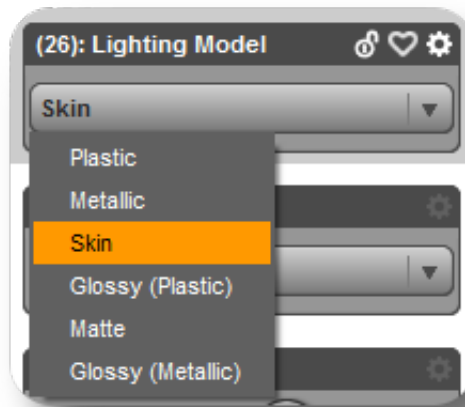 (26): Lighting Model
Skin
Plastic
Metallic
Skin
Glossy (Plastic)
Matte
Glossy (Metallic)